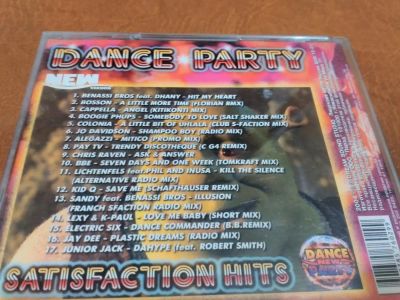 DANCE PARTY
NEW
VERSION
1. BENASSI BROS feat. DHANY - HIT MY HEART
2. BOSSON - A LITTLE MORE TIME (FLORIAN RMX)
3. CAPPELLA - ANGEL (KITIKONTI MIX)
4. BOOGIE PHUPS - SOMEBODY TO LOVE (SALT SHAKER MIX)
5. COLONIA - A LITTLE BIT OF UHLALA (CLUB S-FACTION MIX)
6. JO DAVIDSON - SHAMPOO BOY (RADIO MIX)
7. ALEGAZZI - MITICO (PROMO MIX)
8. PAY TV - TRENDY DISCOTHEQUE (C G4 REMIX)
9. CHRIS RAVEN - ASK & ANSWER
10. BBE - SEVEN DAYS AND ONE WEEK (TOMKRAFT MIX)
11. LICHTENFELS feat.PHIL AND INUSA - KILL THE SILENCE
(ALTERNATIVE RADIO MIX)
12. KID Q - SAVE ME (SCHAFTHAUSER REMIX)
13. SANDY feat. BENASSI BROS - ILLUSION
(FRANCH SFACTION RADIO MIX)
14. LEXY & K-PAUL - LOVE ME BABY (SHORT MIX)
15. ELECTRIC SIX - DANCE COMMANDER (B.B.REMIX)
16. JAY DEE - PLASTIC DREAMS (RADIO MIX)
17. JUNIOR JACK - DAHYPE (feat. ROBERT SMITH)
DANCE
NEW
PARTY
SATISFACTION HITS